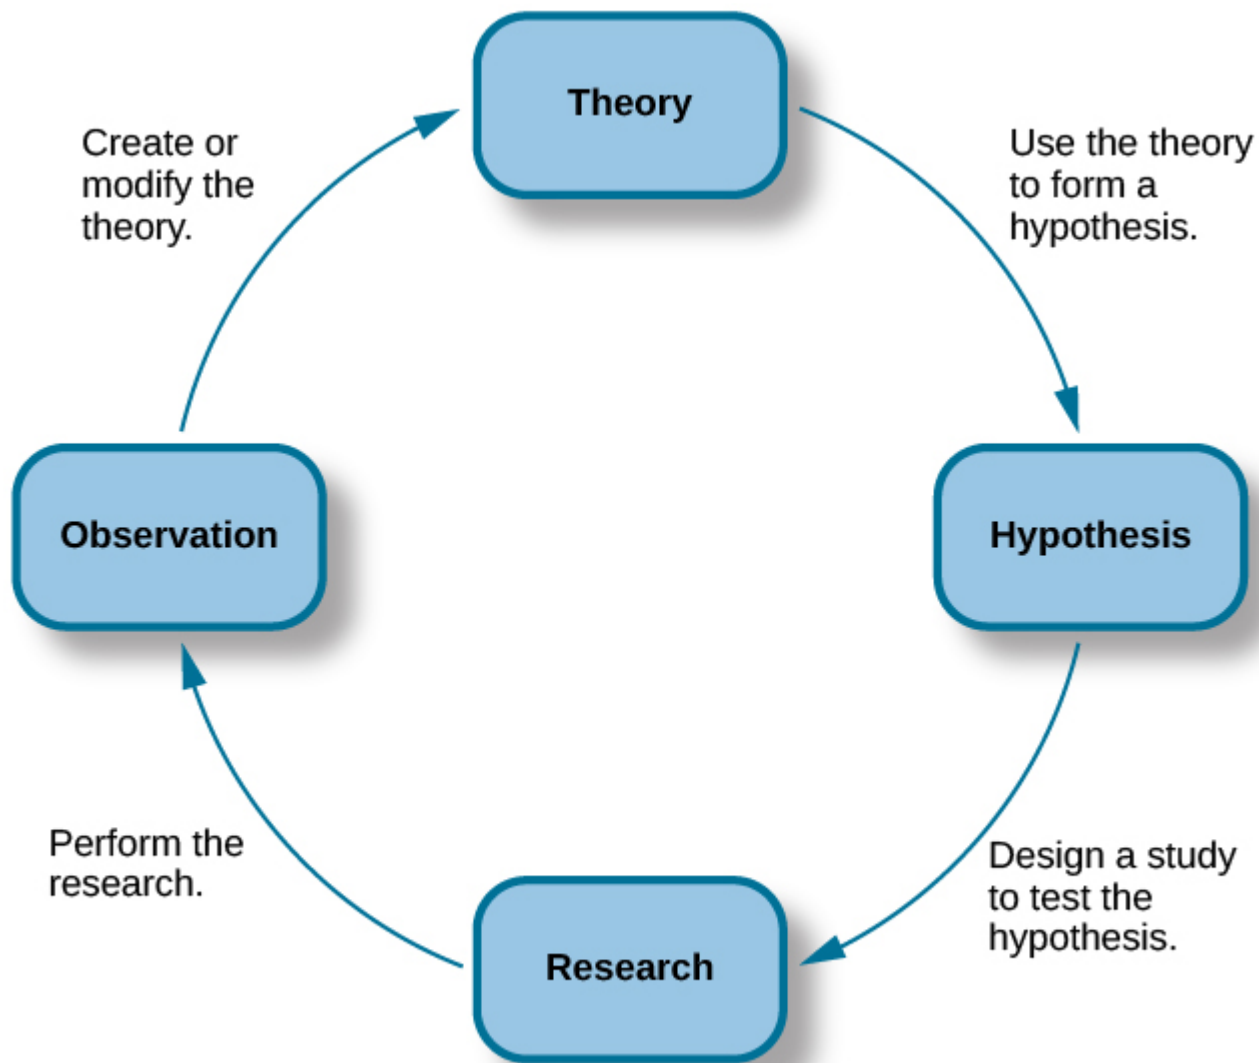 Theory
Use the theory
to form a
hypothesis.
Hypothesis
Design a study
to test the
hypothesis.
Research
Perform the
research.
Observation
Create or
modify the
theory.